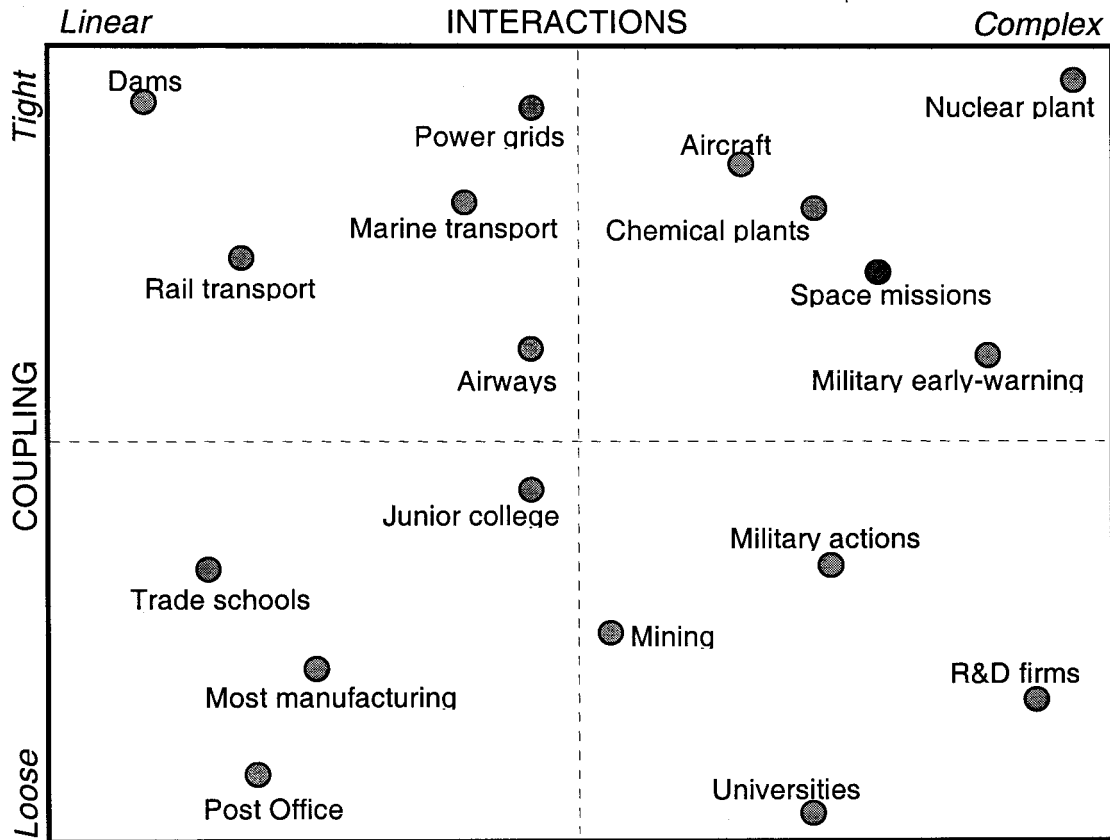 Linear
INTERACTIONS
Complex
Tight
COUPLING
Loose
Dams
Power grids
Nuclear plant
Aircraft
Marine transport
Chemical plants
Rail transport
Space missions
Airways
Military early-warning
Junior college
Military actions
Trade schools
Mining
Most manufacturing
R&D firms
Post Office
Universities